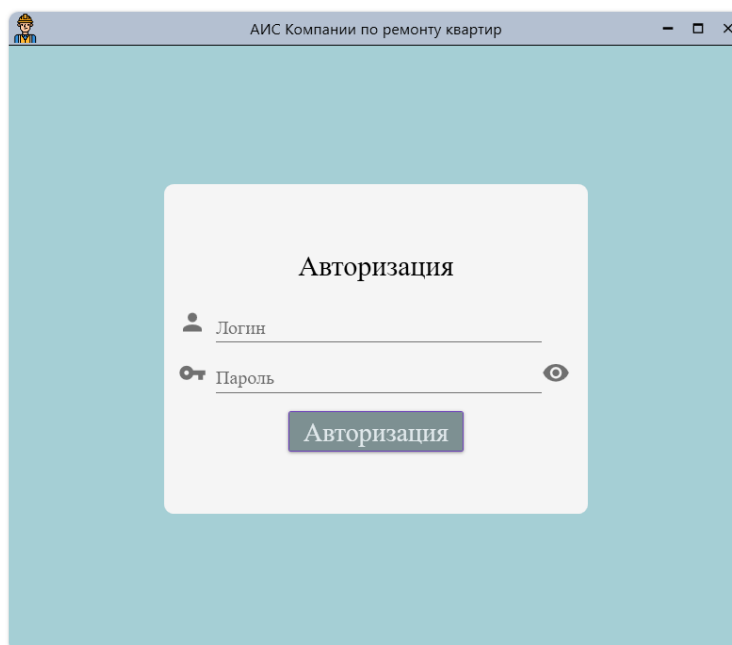 АИС Компании по ремонту квартир
Авторизация
Логин
Пароль
Авторизация